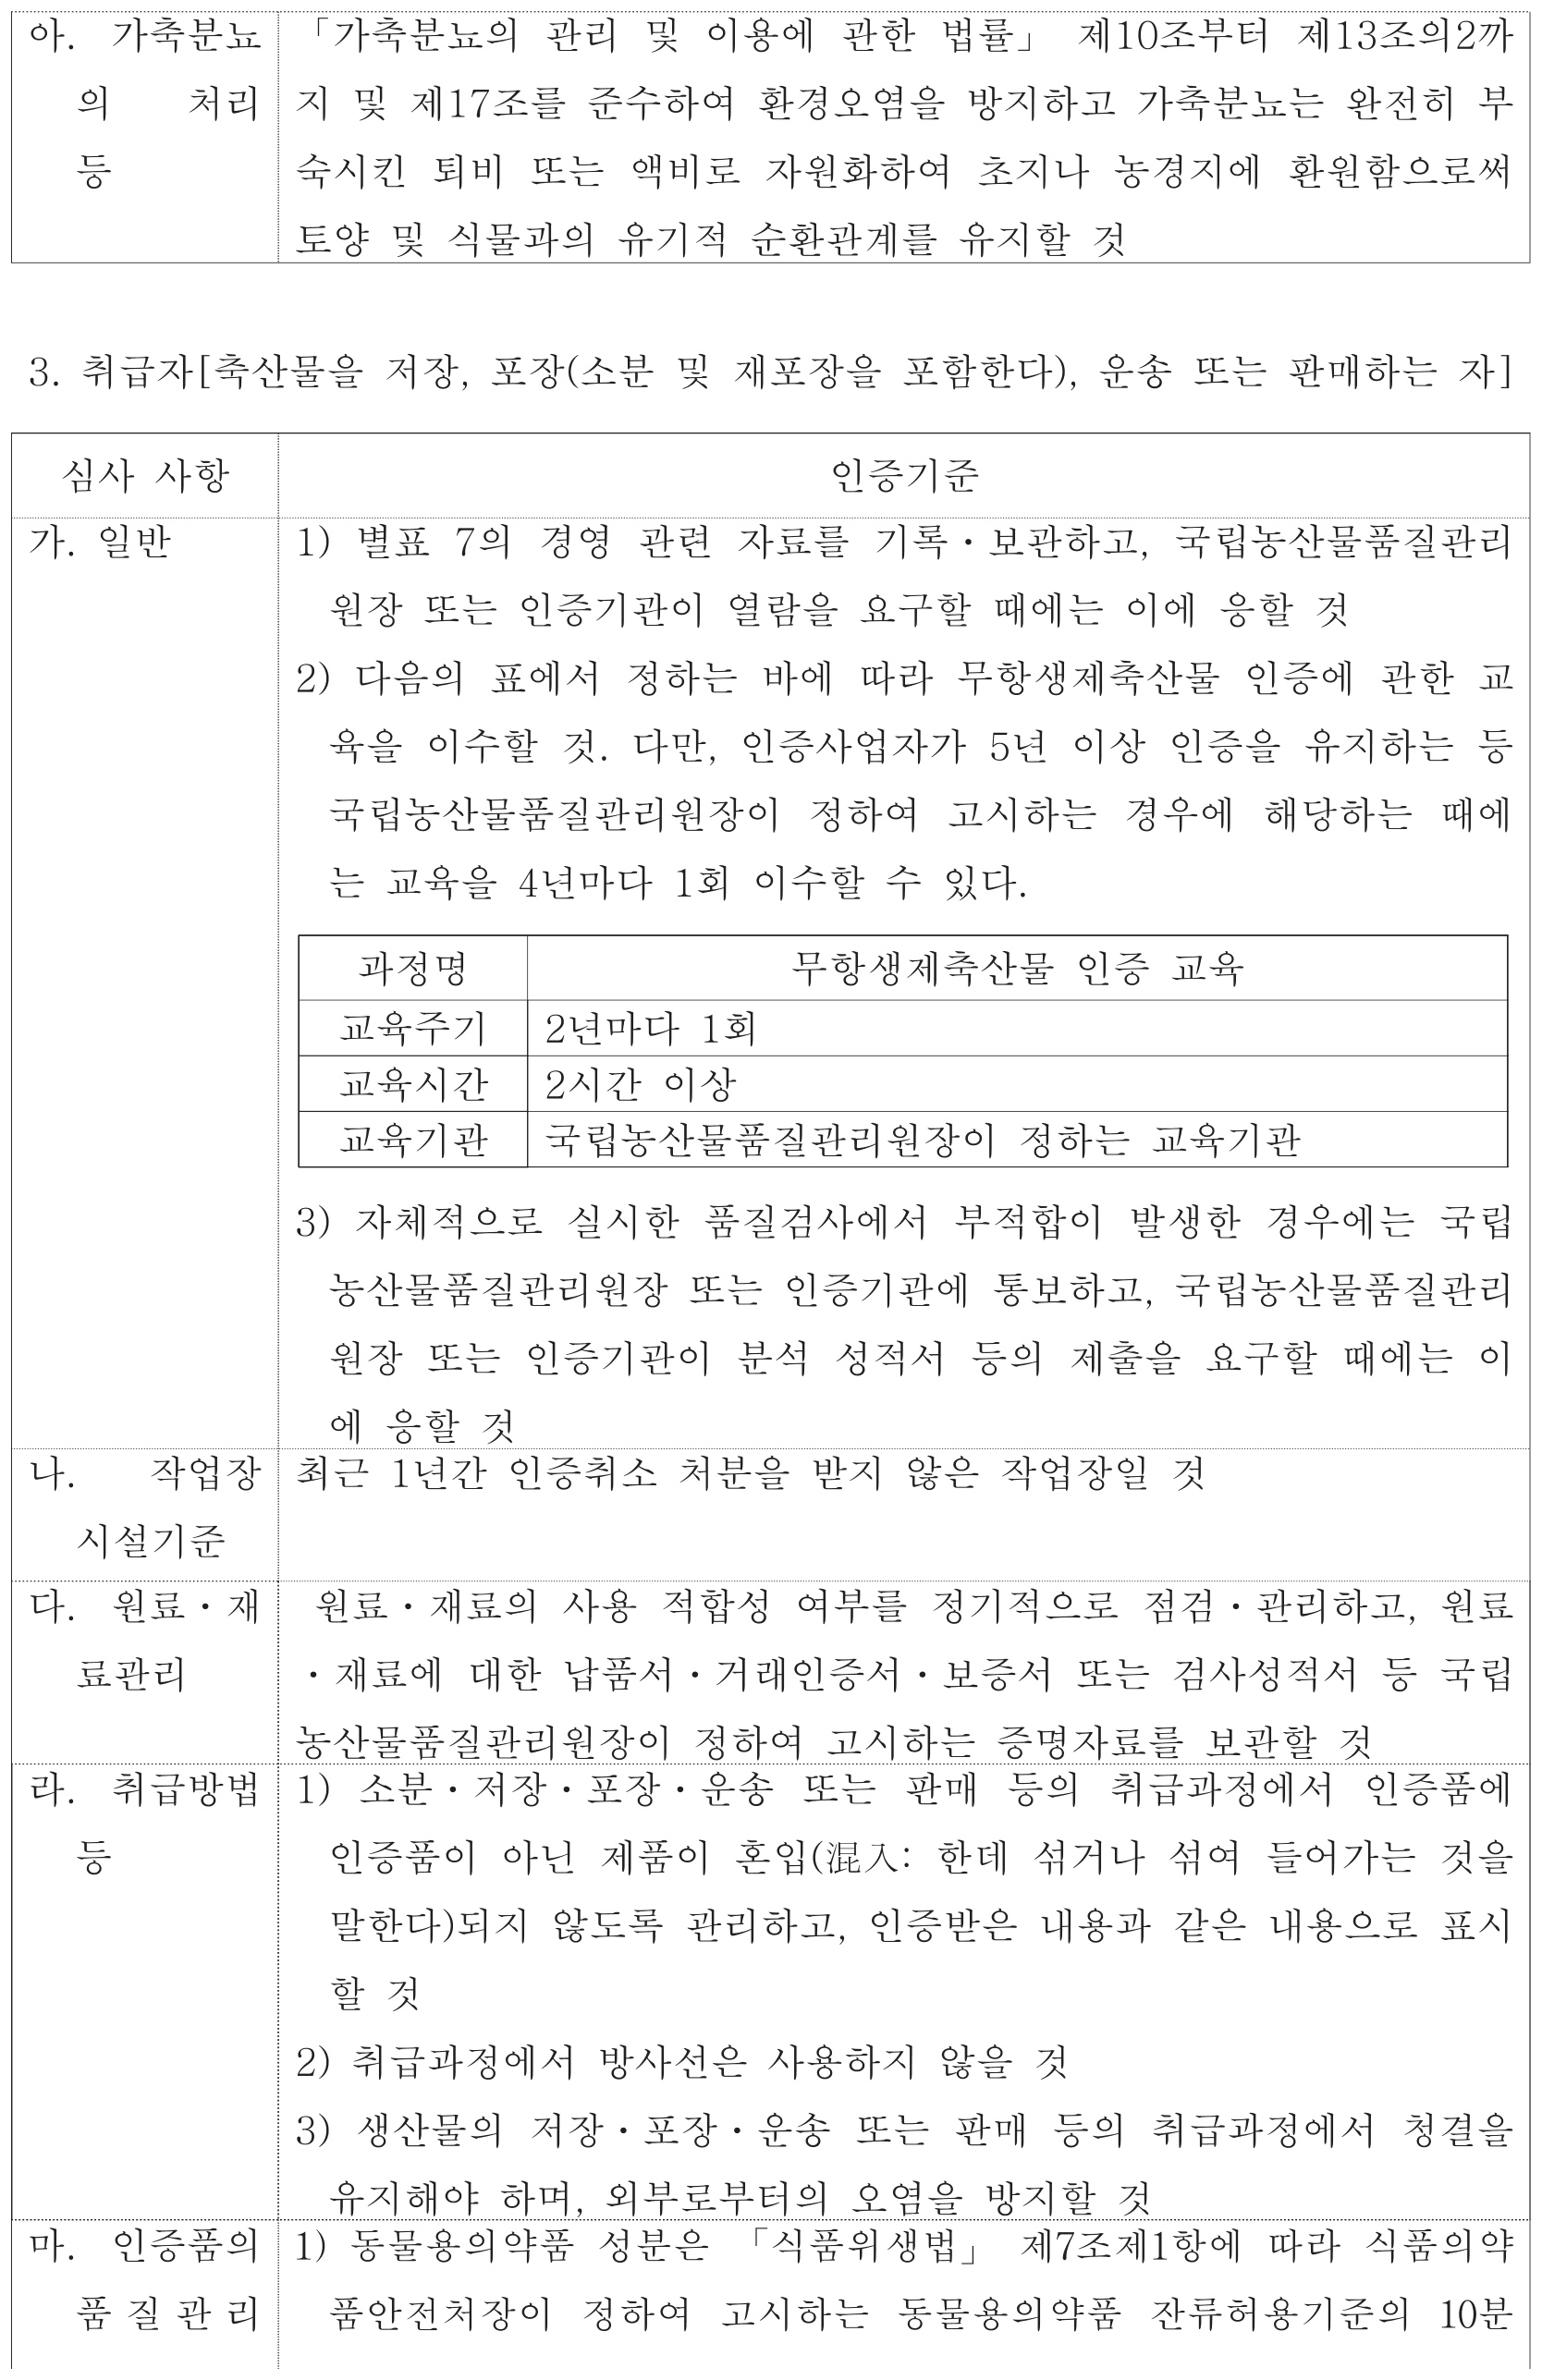 아. 가축분뇨 「가축분뇨의 관리 및 이용에 관한 법률」 제10조부터 제13조의2까
의 처리 지 및 제17조를 준수하여 환경오염을 방지하고 가축분뇨는 완전히 부
등 숙시킨 퇴비 또는 액비로 자원화하여 초지나 농경지에 환원함으로써
토양 및 식물과의 유기적 순환관계를 유지할 것
3. 취급자[축산물을 저장, 포장(소분 및 재포장을 포함한다), 운송 또는 판매하는 자]
심사 사항 인증기준
가. 일반 1) 별표 7의 경영 관련 자료를 기록·보관하고, 국립농산물품질관리
원장 또는 인증기관이 열람을 요구할 때에는 이에 응할 것
2) 다음의 표에서 정하는 바에 따라 무항생제축산물 인증에 관한 교
육을 이수할 것. 다만, 인증사업자가 5년 이상 인증을 유지하는 등
국립농산물품질관리원장이 정하여 고시하는 경우에 해당하는 때에
는 교육을 4년마다 1회 이수할 수 있다.
과정명 무항생제축산물 인증 교육
교육주기 2년마다 1회
교육시간 2시간 이상
교육기관 국립농산물품질관리원장이 정하는 교육기관
3) 자체적으로 실시한 품질검사에서 부적합이 발생한 경우에는 국립
농산물품질관리원장 또는 인증기관에 통보하고, 국립농산물품질관리
원장 또는 인증기관이 분석 성적서 등의 제출을 요구할 때에는 이
에 응할 것
나. 작업장 최근 1년간 인증취소 처분을 받지 않은 작업장일 것
시설기준
다. 원료·재 원료·재료의 사용 적합성 여부를 정기적으로 점검·관리하고, 원료
료관리 ·재료에 대한 납품서·거래인증서·보증서 또는 검사성적서 등 국립
농산물품질관리원장이 정하여 고시하는 증명자료를 보관할 것
라. 취급방법 1) 소분·저장·포장·운송 또는 판매 등의 취급과정에서 인증품에
등 인증품이 아닌 제품이 혼입(混入: 한데 섞거나 섞여 들어가는 것을
말한다)되지 않도록 관리하고, 인증받은 내용과 같은 내용으로 표시
할 것
2) 취급과정에서 방사선은 사용하지 않을 것
3) 생산물의 저장·포장·운송 또는 판매 등의 취급과정에서 청결을
유지해야 하며, 외부로부터의 오염을 방지할 것
마. 인증품의 1) 동물용의약품 성분은 「식품위생법」 제7조제1항에 따라 식품의약
품질관리 품안전처장이 정하여 고시하는 동물용의약품 잔류허용기준의 10분